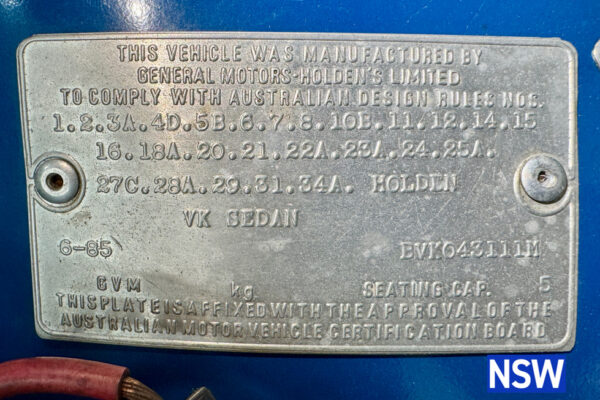 THIS VEHICLE WAS MANUFACTURED BY
GENERAL MOTORS-HOLDEN'S LIMITED
TO COMPLY WITH AUSTRALIAN DESIGN RULES NOS.
1.2.3A.4D.5B.6.7.8.10B.11.12.14.15
16.18A.20.21.22A.23A.24.25A.
27C.28A.29.31.34A. HOLDEN
VK SEDAN
6-85 BVK043111M
GVM kg SEATING CAP. 5
THIS PLATE IS AFFIXED WITH THE APPROVAL OF THE
AUSTRALIAN MOTOR VEHICLE CERTIFICATION BOARD
NSW